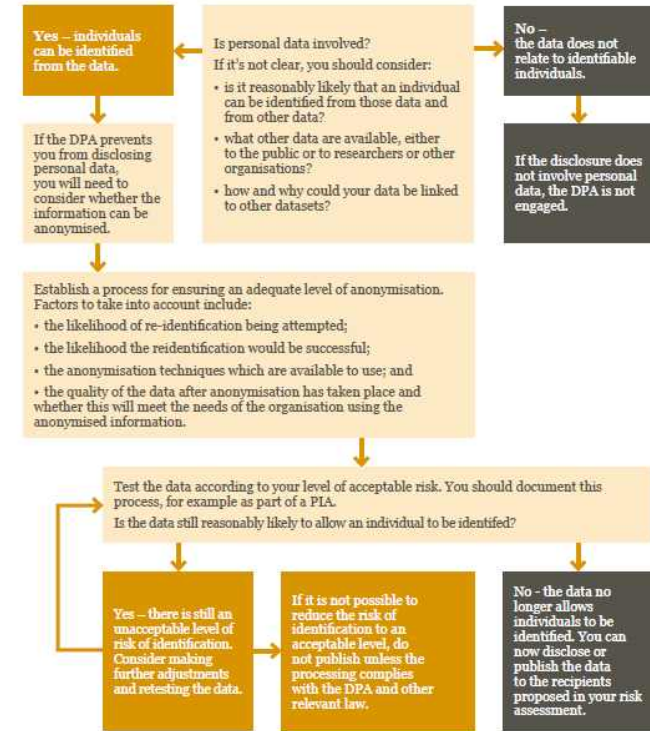 Yes – individuals
can be identified
from the data.
Is personal data involved?
If it's not clear, you should consider:
• is it reasonably likely that an individual
can be identified from those data and
from other data?
• what other data are available, either
to the public or to researchers or other
organisations?
• how and why could your data be linked
to other datasets?
No –
the data does not
relate to identifiable
individuals.
If the DPA prevents
you from disclosing
personal data,
you will need to
consider whether the
information can be
anonymised.
If the disclosure does
not involve personal
data, the DPA is not
engaged.
Establish a process for ensuring an adequate level of anonymisation.
Factors to take into account include:
• the likelihood of re-identification being attempted;
• the likelihood the reidentification would be successful;
• the anonymisation techniques which are available to use; and
• the quality of the data after anonymisation has taken place and
whether this will meet the needs of the organisation using the
anonymised information.
Test the data according to your level of acceptable risk. You should document this
process, for example as part of a PIA.
Is the data still reasonably likely to allow an individual to be identifed?
Yes – there is still an
unacceptable level of
risk of identification.
Consider making
further adjustments
and retesting the data.
If it is not possible to
reduce the risk of
identification to an
acceptable level, do
not publish unless the
processing complies
with the DPA and other
relevant law.
No - the data no
longer allows
individuals to be
identified. You can
now disclose or
publish the data
to the recipients
proposed in your risk
assessment.